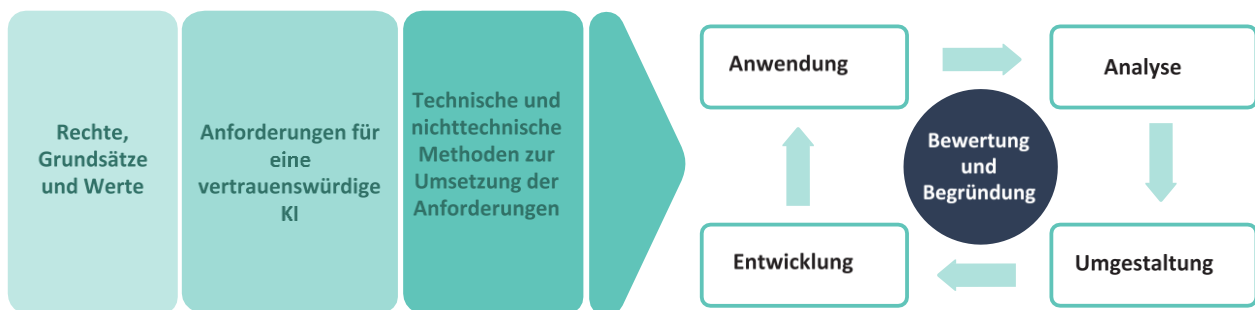 Rechte,
Grundsätze
und Werte
Anforderungen für
eine
vertrauenswürdige
KI
Technische und
nichttechnische
Methoden zur
Umsetzung der
Anforderungen
Anwendung
Analyse
Bewertung
und
Begründung
Entwicklung
Umgestaltung